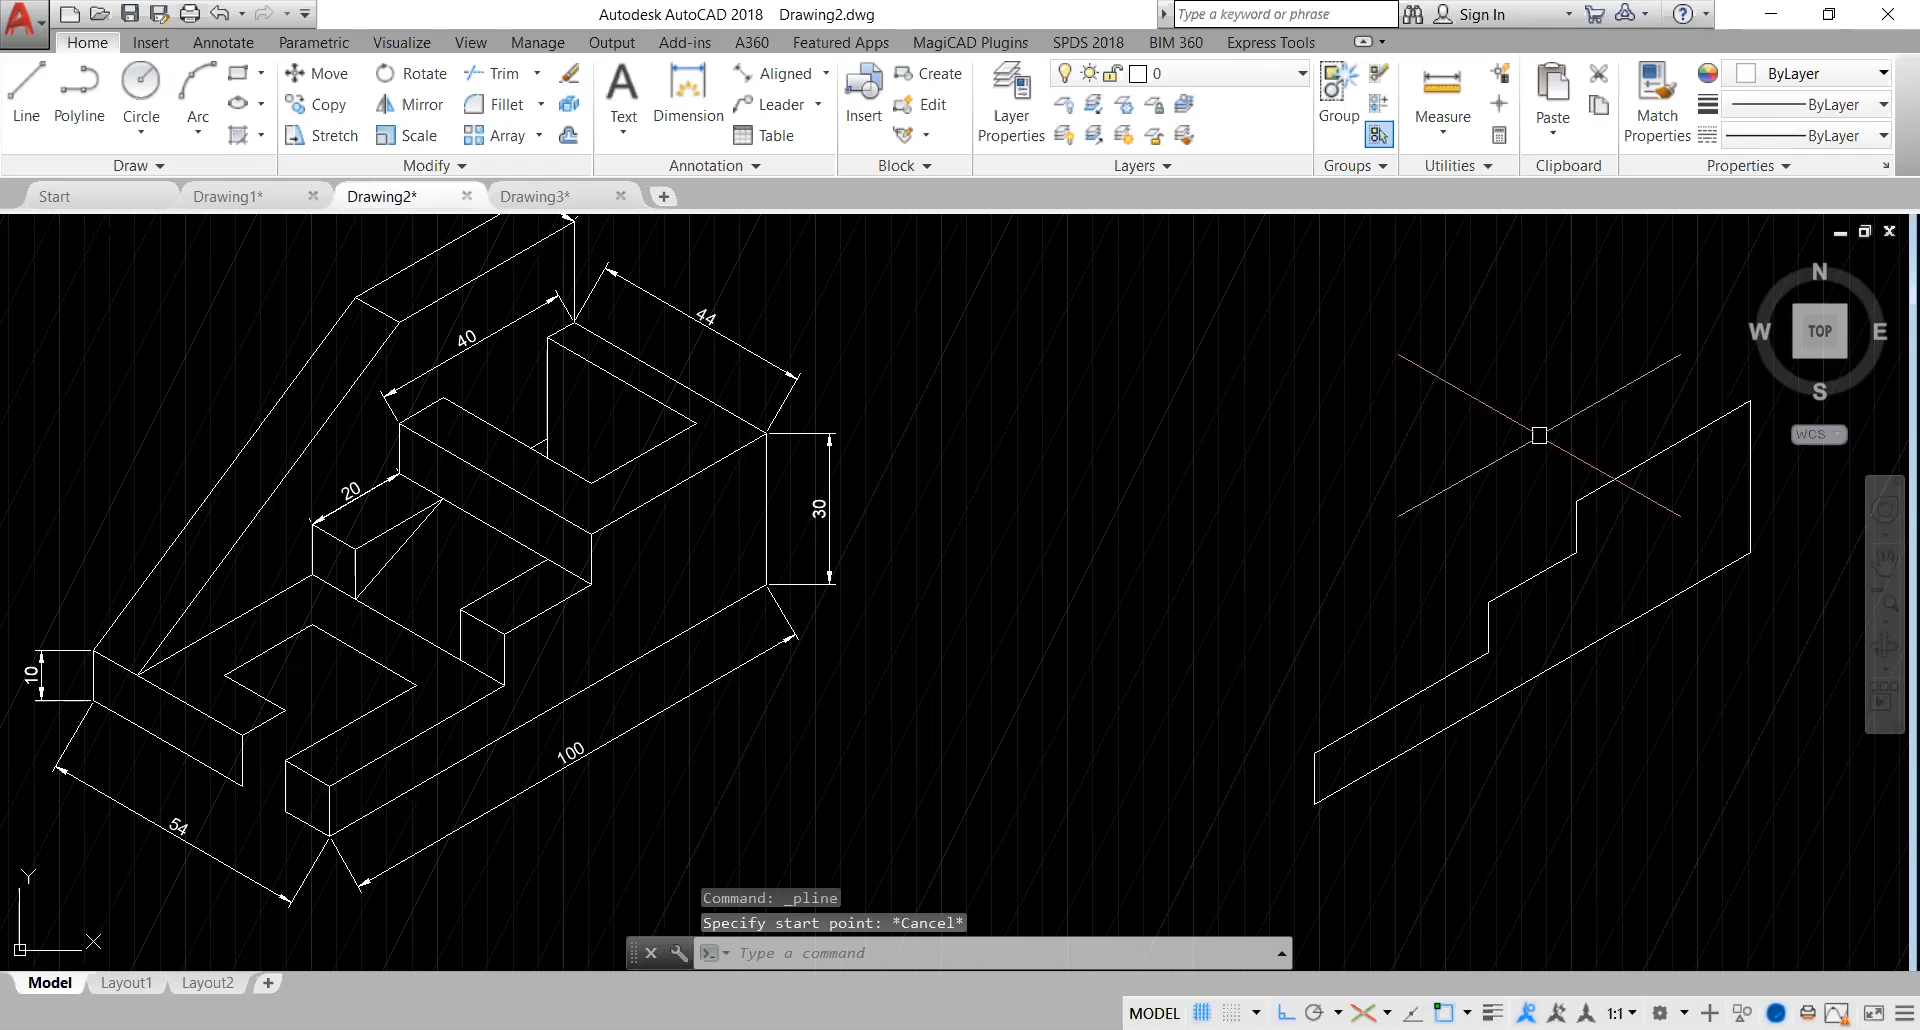 Autodesk AutoCAD 2018 Drawing2.dwg
Type a keyword or phrase
Sign In
Home Insert Annotate Parametric Visualize View Manage Output Add-ins A360 Featured Apps MagiCAD Plugins SPDS 2018 BIM 360 Express Tools
Line Polyline Circle Arc
Move Rotate Trim
Copy Mirror Fillet
Stretch Scale Array
Text Dimension
Aligned
Leader
Table
Insert
Create
Edit
Layer
Properties
0
Group
Measure
Paste
Match
Properties
ByLayer
ByLayer
ByLayer
Draw Modify Annotation Block Layers Groups Utilities Clipboard Properties
Start Drawing1* Drawing2* Drawing3*
N
W TOP E
S
WCS
44
40
20
30
10
100
54
Y
X
Command: _pline
Specify start point: *Cancel*
Type a command
Model Layout1 Layout2
MODEL 1:1